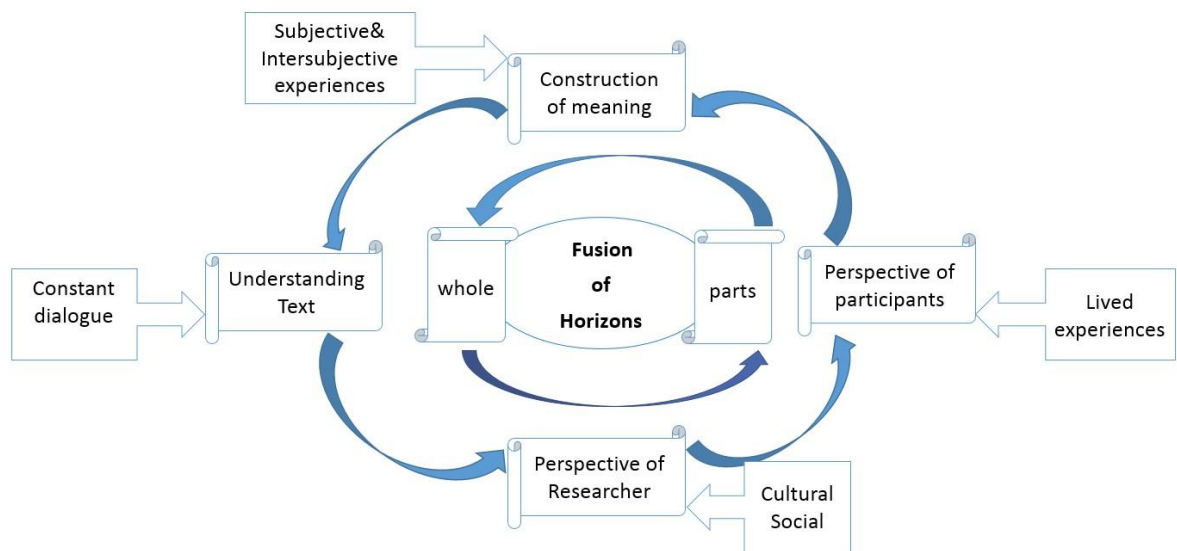 Subjective&
Intersubjective
experiences
Construction
of meaning
Constant
dialogue
Understanding
Text
whole
Fusion
of
Horizons
parts
Perspective of
participants
Lived
experiences
Perspective of
Researcher
Cultural
Social